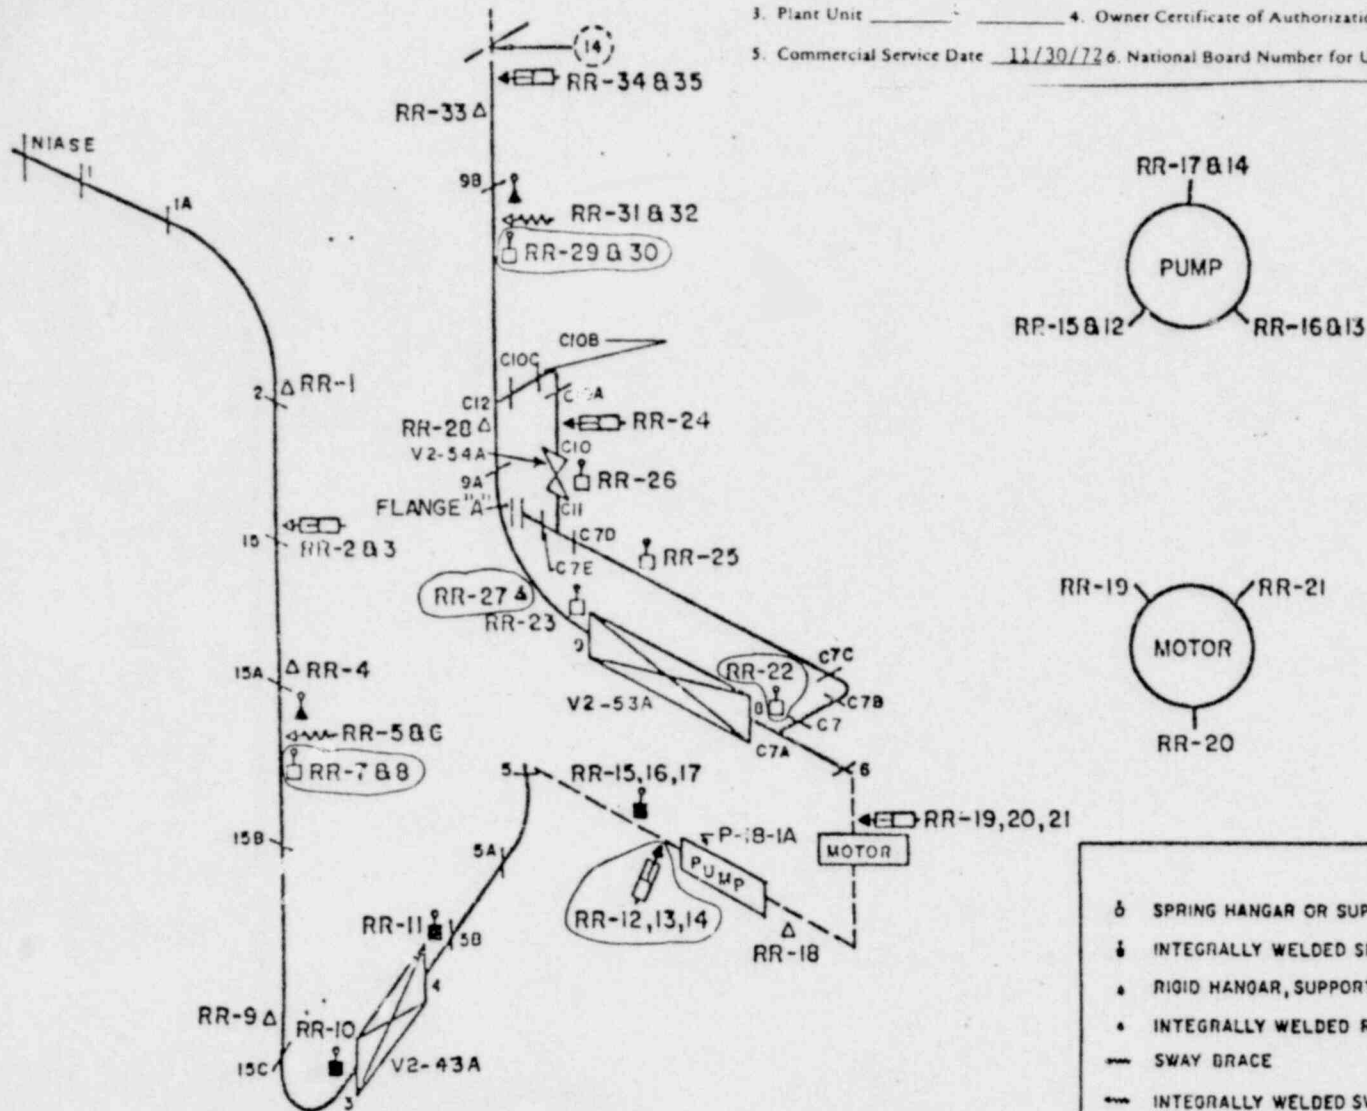 3. Plant Unit 4. Owner Certificate of Authorizatio
5. Commercial Service Date 11/30/72 6. National Board Number for U
14
RR-34 & 35
RR-33
NIASE
1
1A
9B
RR-31 & 32
RR-29 & 30
RR-17 & 14
PUMP
RR-15 & 12
RR-16 & 13
C10B
C10C
2
RR-1
C12
RR-28
RR-24
C10
V2-54A
9A
RR-26
FLANGE "A"
C11
C7D
RR-2 & 3
C7E
RR-25
RR-27
RR-23
9
RR-19
RR-21
MOTOR
RR-20
15A
RR-4
RR-22
C7C
C7B
8
C7
V2-53A
C7A
RR-7 & 8
5
6
RR-15,16,17
RR-19,20,21
15B
P-18-1A
MOTOR
5A
PUMP
RR-12,13,14
RR-11
5B
RR-18
4
RR-9
RR-10
V2-43A
15C
3
SPRING HANGAR OR SUP
INTEGRALLY WELDED
RIGID HANGAR, SUPPORT
INTEGRALLY WELDED R
SWAY BRACE
INTEGRALLY WELDED